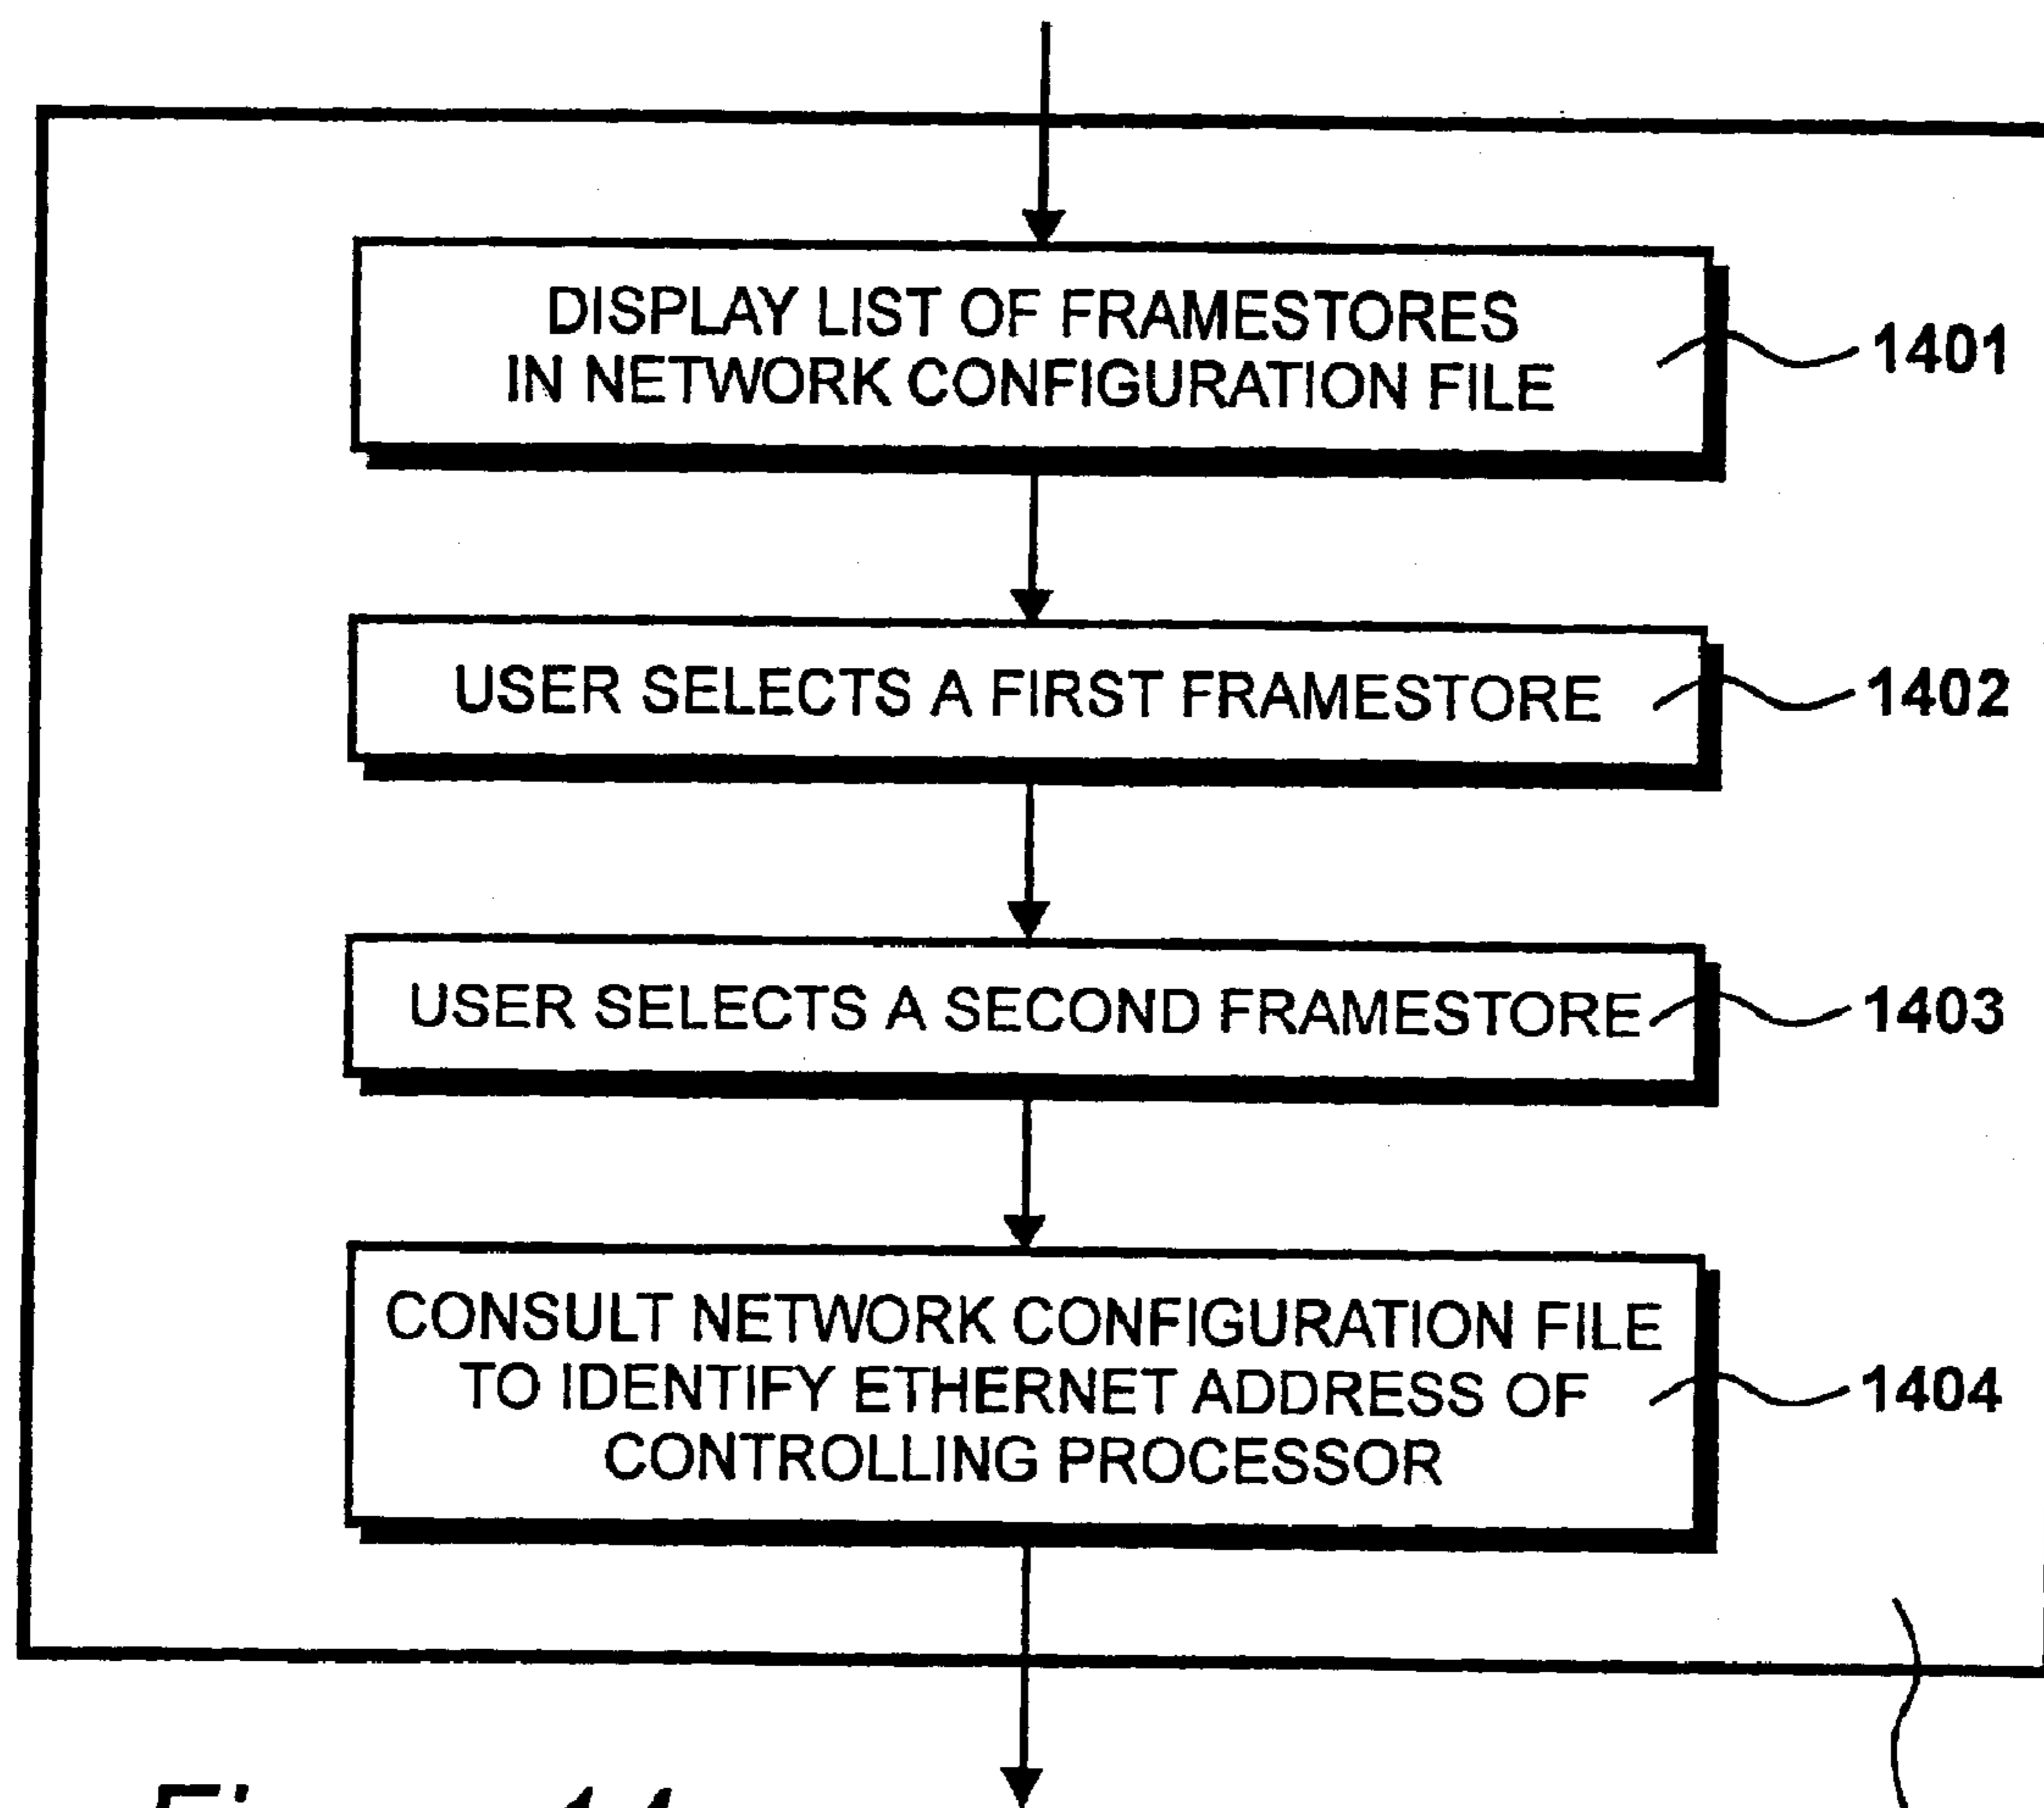 DISPLAY LIST OF FRAMESTORES
IN NETWORK CONFIGURATION FILE
1401
USER SELECTS A FIRST FRAMESTORE
1402
USER SELECTS A SECOND FRAMESTORE
1403
CONSULT NETWORK CONFIGURATION FILE
TO IDENTIFY ETHERNET ADDRESS OF
CONTROLLING PROCESSOR
1404